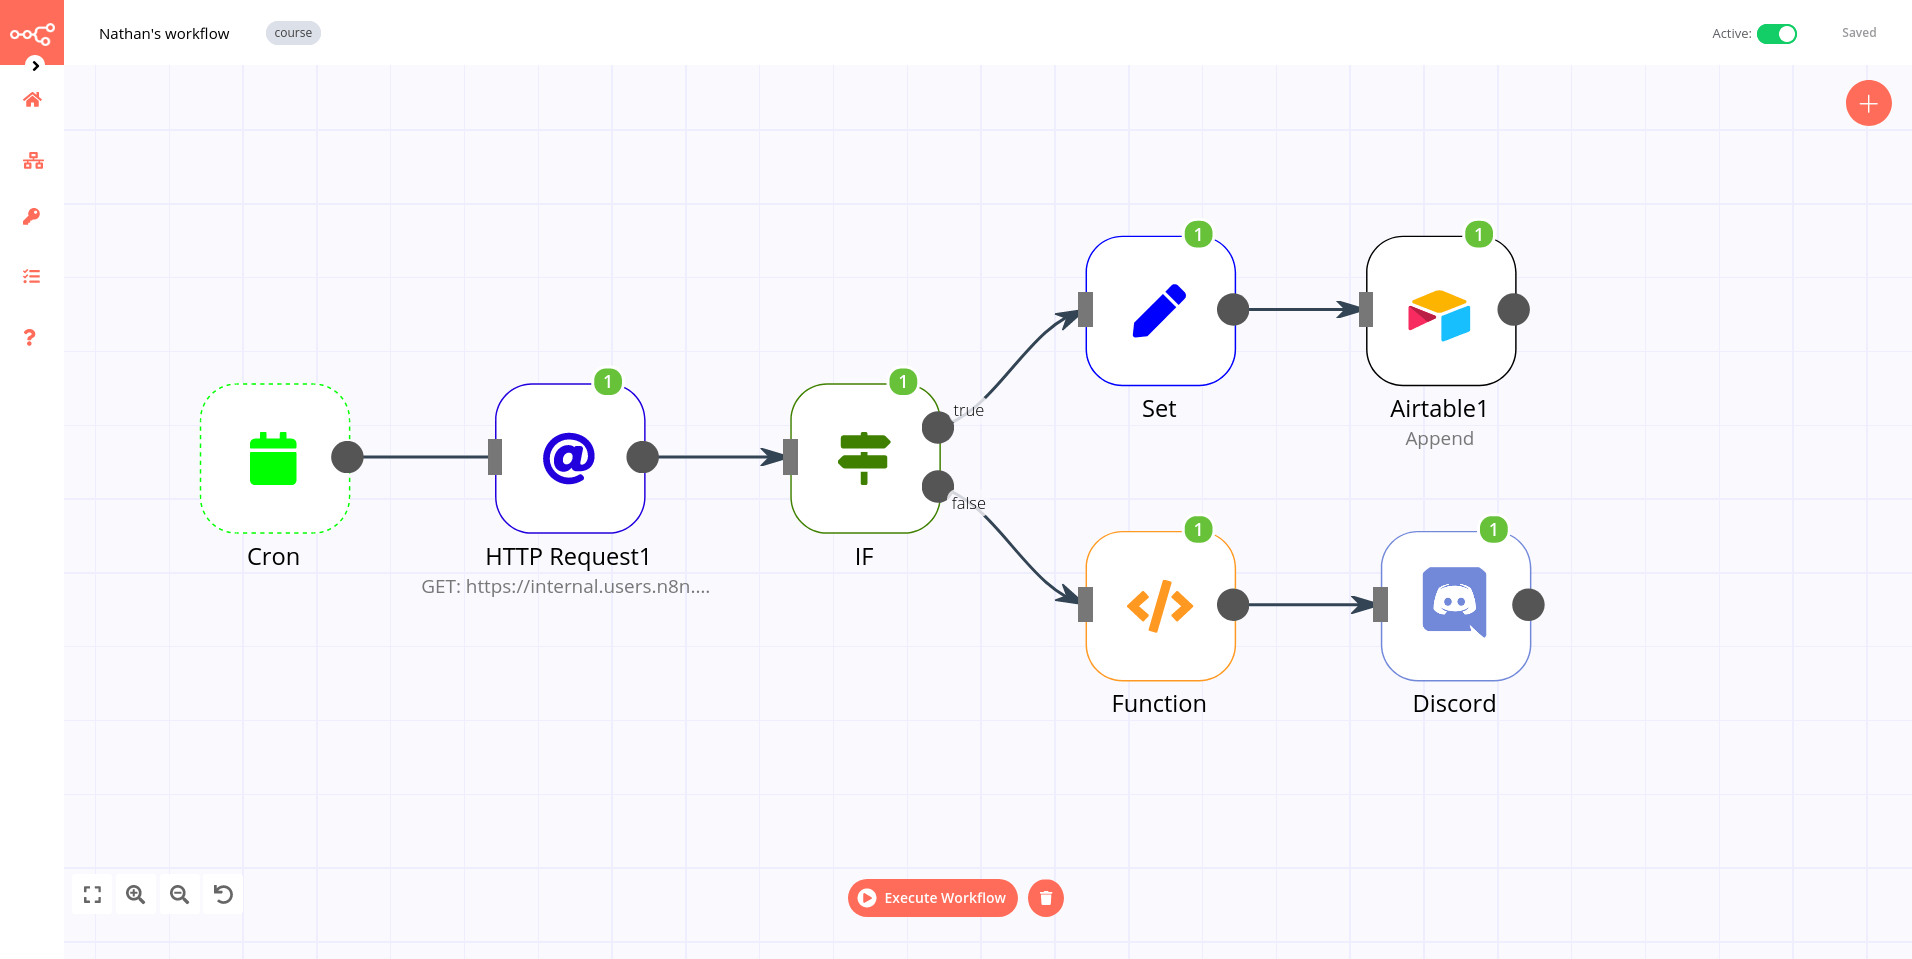 Nathan's workflow
course
Active:
Saved
1
1
Set
Airtable1
Append
1
1
true
false
Cron
HTTP Request1
GET: https://internal.users.n8n....
IF
1
1
Function
Discord
Execute Workflow